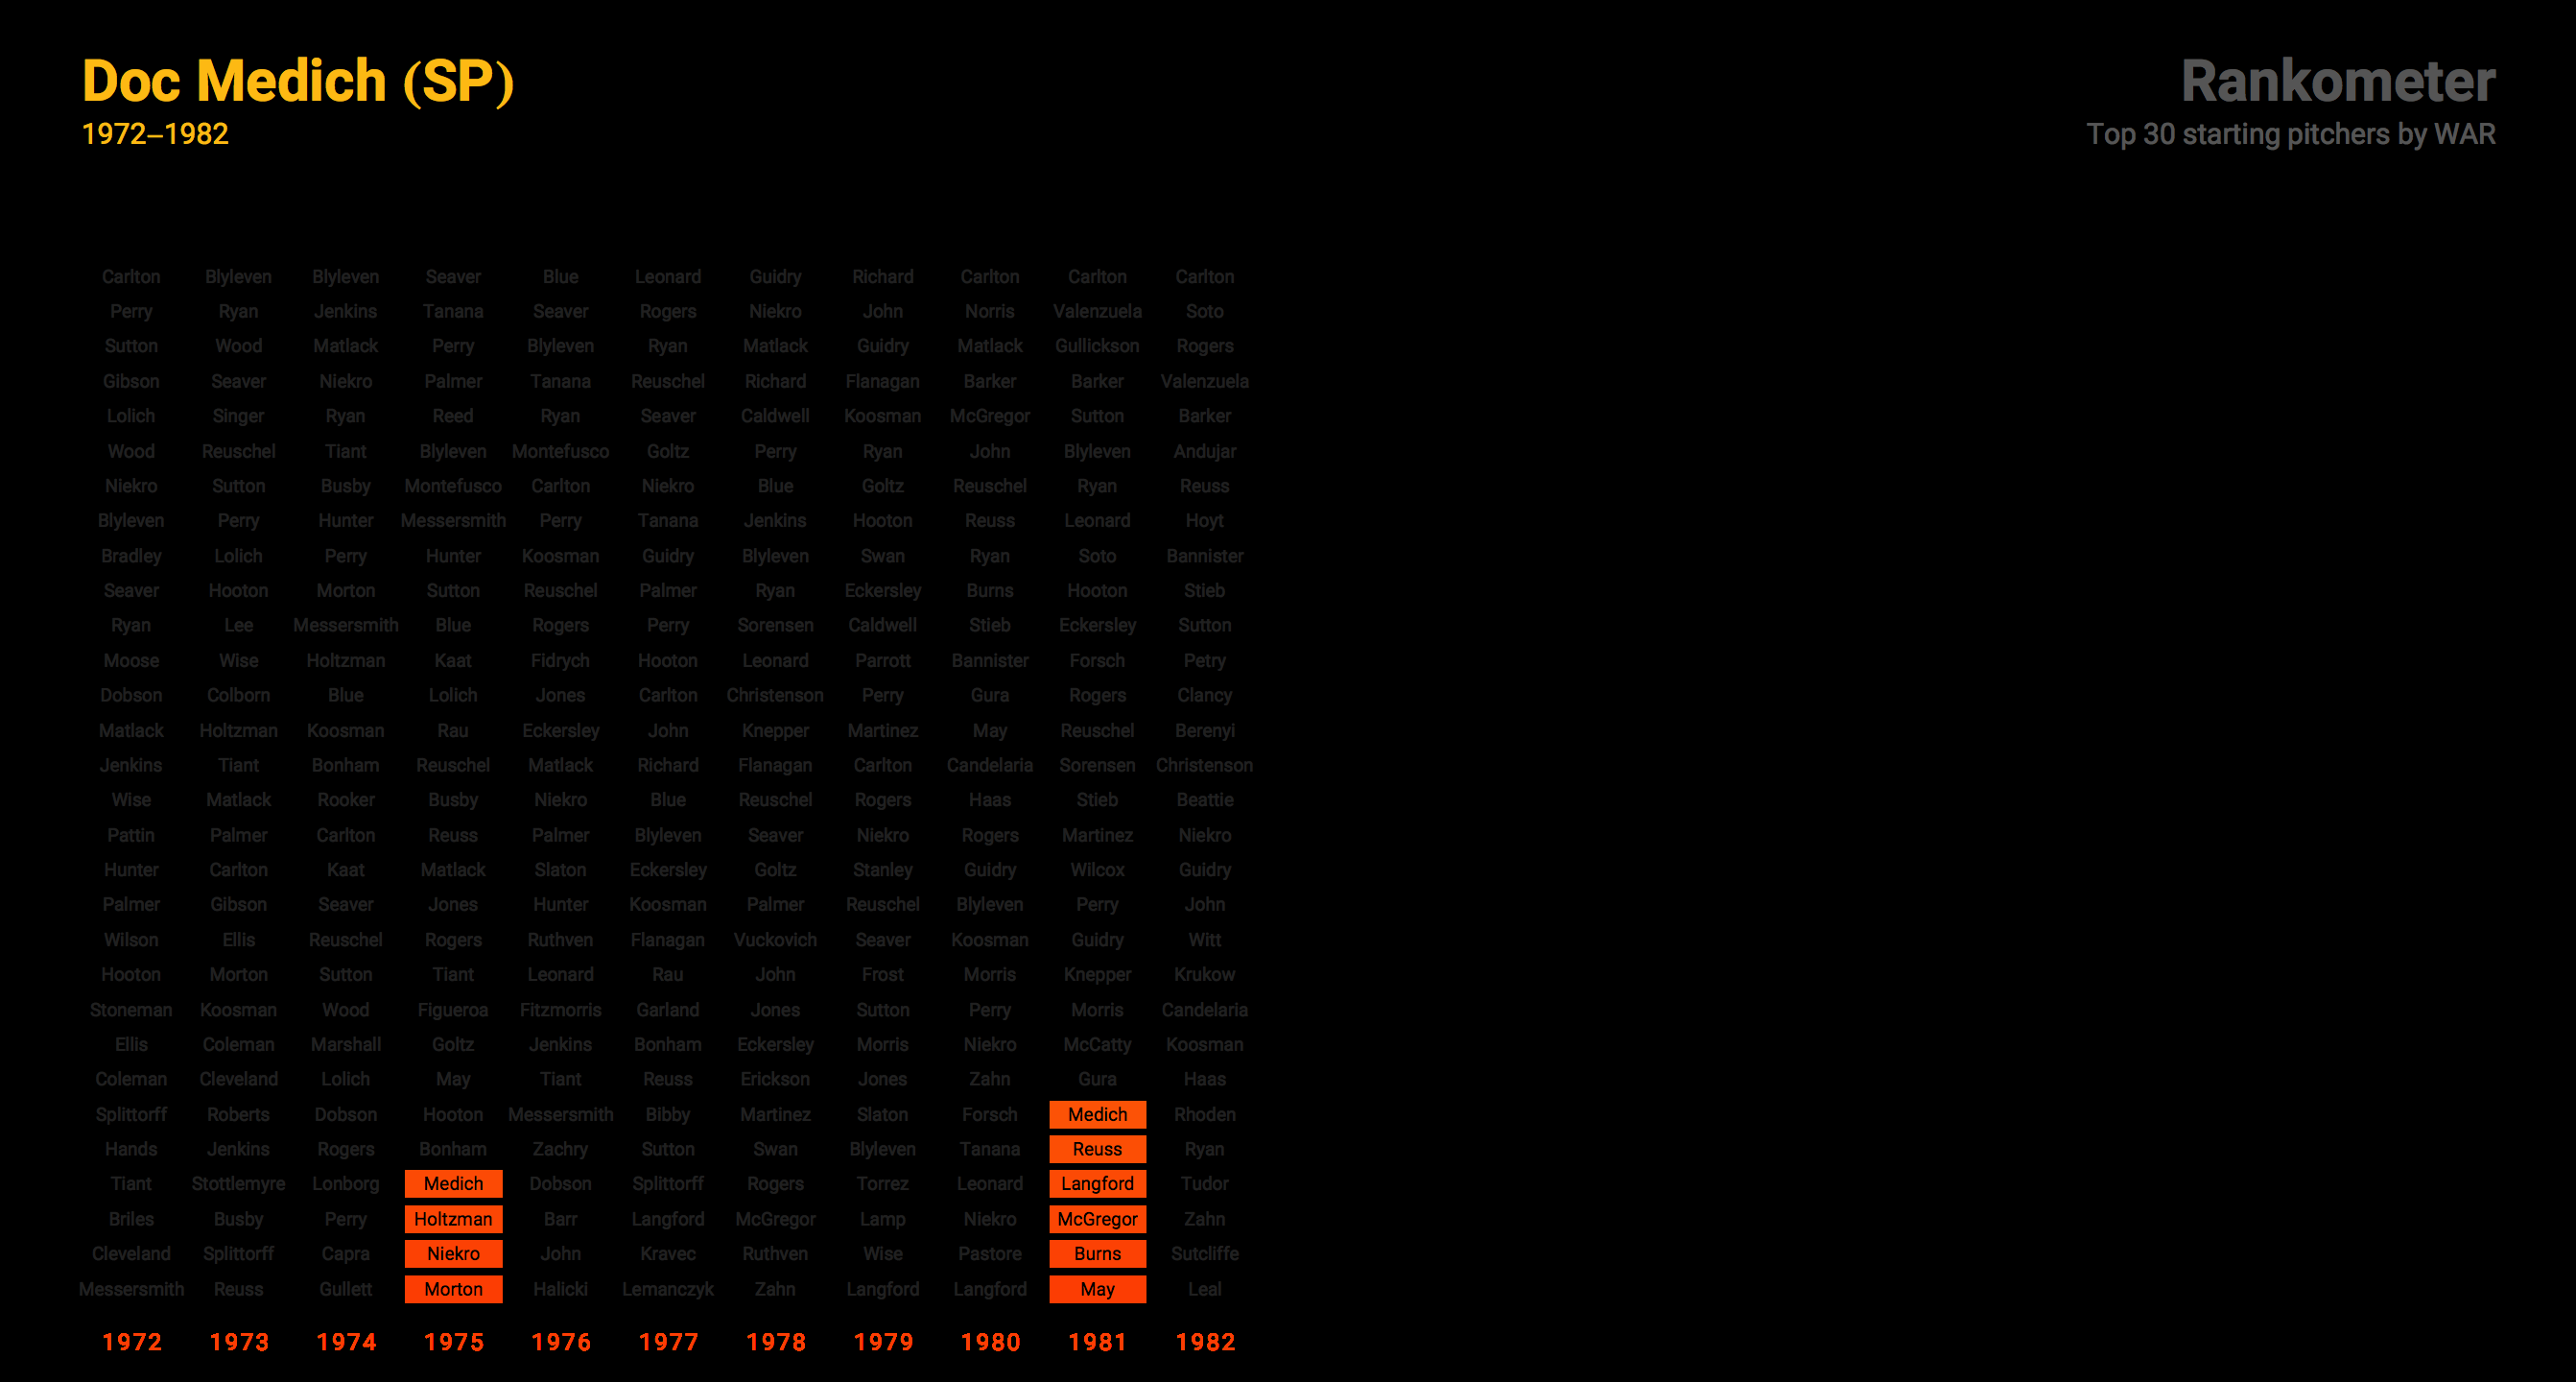 Doc Medich (SP)
1972–1982
Rankometer
Top 30 starting pitchers by WAR
Carlton Blyleven Blyleven Seaver Blue Leonard Guidry Richard Carlton Carlton Carlton
Perry Ryan Jenkins Tanana Seaver Rogers Niekro John Norris Valenzuela Soto
Sutton Wood Matlack Perry Blyleven Ryan Matlack Guidry Matlack Gullickson Rogers
Gibson Seaver Niekro Palmer Tanana Reuschel Richard Flanagan Barker Barker Valenzuela
Lolich Singer Ryan Reed Ryan Seaver Caldwell Koosman McGregor Sutton Barker
Wood Reuschel Tiant Blyleven Montefusco Goltz Perry Ryan John Blyleven Andujar
Niekro Sutton Busby Montefusco Carlton Niekro Blue Goltz Reuschel Ryan Reuss
Blyleven Perry Hunter Messersmith Perry Tanana Jenkins Hooton Reuss Leonard Hoyt
Bradley Lolich Perry Hunter Koosman Guidry Blyleven Swan Ryan Soto Bannister
Seaver Hooton Morton Sutton Reuschel Palmer Ryan Eckersley Burns Hooton Stieb
Ryan Lee Messersmith Blue Rogers Perry Sorensen Caldwell Stieb Eckersley Sutton
Moose Wise Holtzman Kaat Fidrych Hooton Leonard Parrott Bannister Forsch Petry
Dobson Colborn Blue Lolich Jones Carlton Christenson Perry Gura Rogers Clancy
Matlack Holtzman Koosman Rau Eckersley John Knepper Martinez May Reuschel Berenyi
Jenkins Tiant Bonham Reuschel Matlack Richard Flanagan Carlton Candelaria Sorensen Christenson
Wise Matlack Rooker Busby Niekro Blue Reuschel Rogers Haas Stieb Beattie
Pattin Palmer Carlton Reuss Palmer Blyleven Seaver Niekro Rogers Martinez Niekro
Hunter Carlton Kaat Matlack Slaton Eckersley Goltz Stanley Guidry Wilcox Guidry
Palmer Gibson Seaver Jones Hunter Koosman Palmer Reuschel Blyleven Perry John
Wilson Ellis Reuschel Rogers Ruthven Flanagan Vuckovich Seaver Koosman Guidry Witt
Hooton Morton Sutton Tiant Leonard Rau John Frost Morris Knepper Krukow
Stoneman Koosman Wood Figueroa Fitzmorris Garland Jones Sutton Perry Morris Candelaria
Ellis Coleman Marshall Goltz Jenkins Bonham Eckersley Morris Niekro McCatty Koosman
Coleman Cleveland Lolich May Tiant Reuss Erickson Jones Zahn Gura Haas
Splittorff Roberts Dobson Hooton Messersmith Bibby Martinez Slaton Forsch Medich Rhoden
Hands Jenkins Rogers Bonham Zachry Sutton Swan Blyleven Tanana Reuss Ryan
Tiant Stottlemyre Lonborg Medich Dobson Splittorff Rogers Torrez Leonard Langford Tudor
Briles Busby Perry Holtzman Barr Langford McGregor Lamp Niekro McGregor Zahn
Cleveland Splittorff Capra Niekro John Kravec Ruthven Wise Pastore Burns Sutcliffe
Messersmith Reuss Gullett Morton Halicki Lemanczyk Zahn Langford Langford May Leal
1972 1973 1974 1975 1976 1977 1978 1979 1980 1981 1982